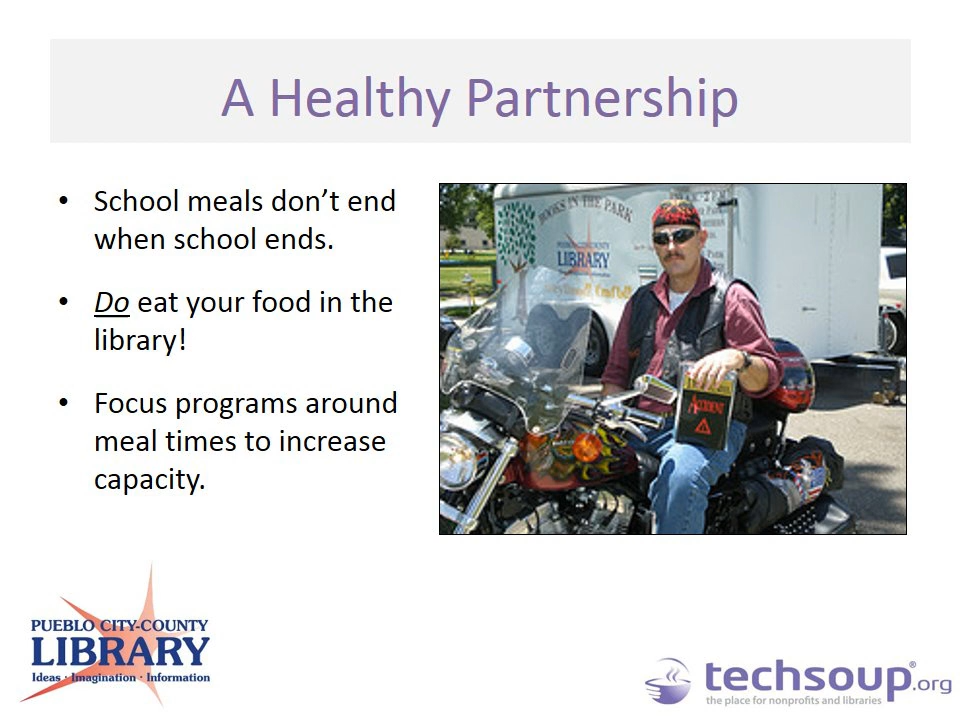 A Healthy Partnership
• School meals don’t end
when school ends.
• Do eat your food in the
library!
• Focus programs around
meal times to increase
capacity.
BOOKS IN THE PARK
PUEBLO CITY-COUNTY
LIBRARY
ACCIDENT
PUEBLO CITY-COUNTY
LIBRARY
Ideas · Imagination · Information
techsoup®.org
the place for nonprofits and libraries